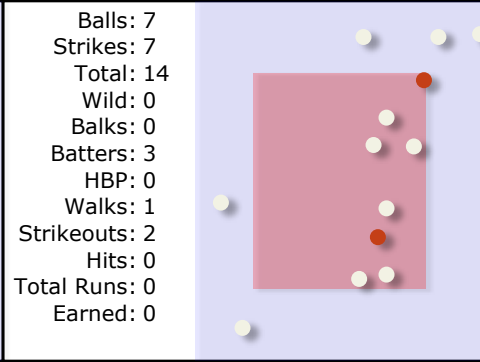 Balls: 7
Strikes: 7
Total: 14
Wild: 0
Balks: 0
Batters: 3
HBP: 0
Walks: 1
Strikeouts: 2
Hits: 0
Total Runs: 0
Earned: 0